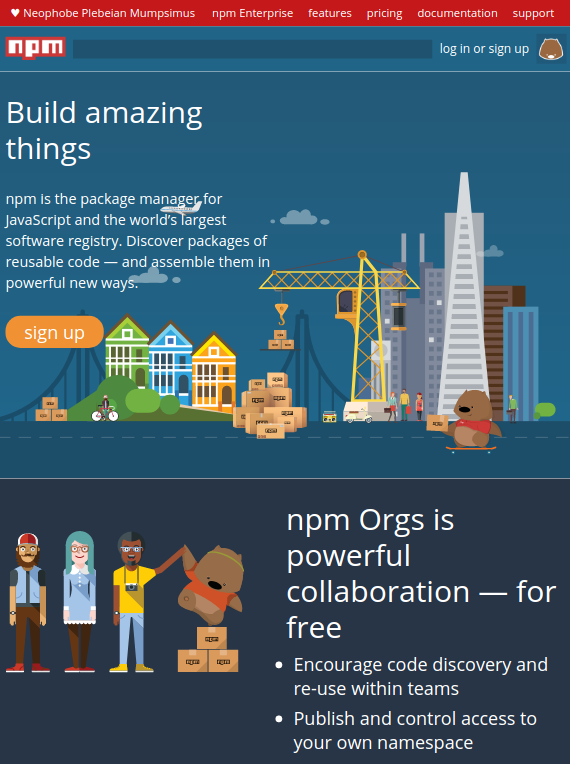 ♥ Neophobe Plebeian Mumpsimus npm Enterprise features pricing documentation support
npm log in or sign up
Build amazing
things
npm is the package manager for
JavaScript and the world's largest
software registry. Discover packages of
reusable code — and assemble them in
powerful new ways.
sign up
npm Orgs is
powerful
collaboration — for
free
• Encourage code discovery and
re-use within teams
• Publish and control access to
your own namespace
npm
npm
npm